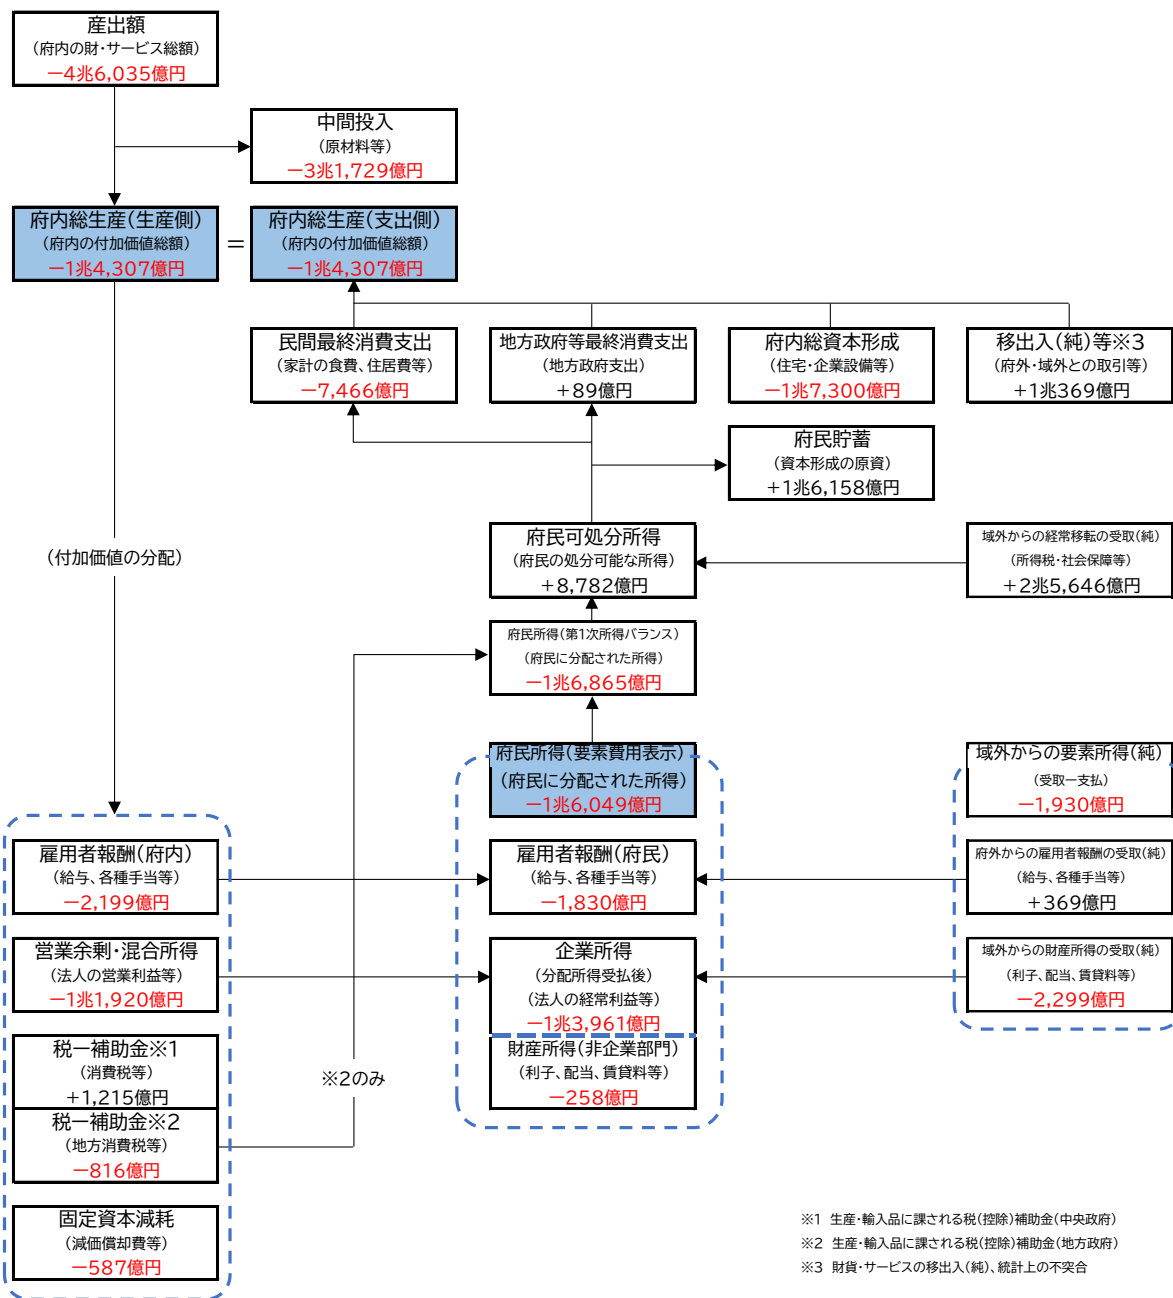 産出額
(府内の財・サービス総額)
－4兆6,035億円
中間投入
(原材料等)
－3兆1,729億円
府内総生産(生産側)
(府内の付加価値総額)
－1兆4,307億円
＝
府内総生産(支出側)
(府内の付加価値総額)
－1兆4,307億円
民間最終消費支出
(家計の食費、住居費等)
－7,466億円
地方政府等最終消費支出
(地方政府支出)
＋89億円
府内総資本形成
(住宅・企業設備等)
－1兆7,300億円
移出入(純)等※3
(府外・域外との取引等)
＋1兆369億円
府民貯蓄
(資本形成の原資)
＋1兆6,158億円
(付加価値の分配)
府民可処分所得
(府民の処分可能な所得)
＋8,782億円
域外からの経常移転の受取(純)
(所得税・社会保障等)
＋2兆5,646億円
府民所得(第1次所得バランス)
(府民に分配された所得)
－1兆6,865億円
府民所得(要素費用表示)
(府民に分配された所得)
－1兆6,049億円
域外からの要素所得(純)
(受取－支払)
－1,930億円
雇用者報酬(府内)
(給与、各種手当等)
－2,199億円
雇用者報酬(府民)
(給与、各種手当等)
－1,830億円
府外からの雇用者報酬の受取(純)
(給与、各種手当等)
＋369億円
営業余剰・混合所得
(法人の営業利益等)
－1兆1,920億円
企業所得
(分配所得受払後)
(法人の経常利益等)
－1兆3,961億円
域外からの財産所得の受取(純)
(利子、配当、賃貸料等)
－2,299億円
税－補助金※1
(消費税等)
＋1,215億円
財産所得(非企業部門)
(利子、配当、賃貸料等)
－258億円
※2のみ
税－補助金※2
(地方消費税等)
－816億円
固定資本減耗
(減価償却費等)
－587億円
※1 生産・輸入品に課される税(控除)補助金(中央政府)
※2 生産・輸入品に課される税(控除)補助金(地方政府)
※3 財貨・サービスの移出入(純)、統計上の不突合